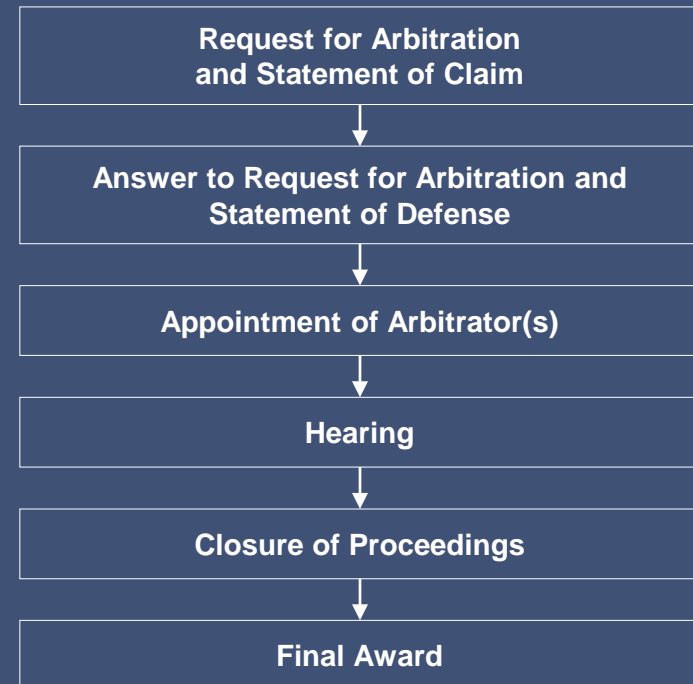 Request for Arbitration
and Statement of Claim
Answer to Request for Arbitration and
Statement of Defense
Appointment of Arbitrator(s)
Hearing
Closure of Proceedings
Final Award